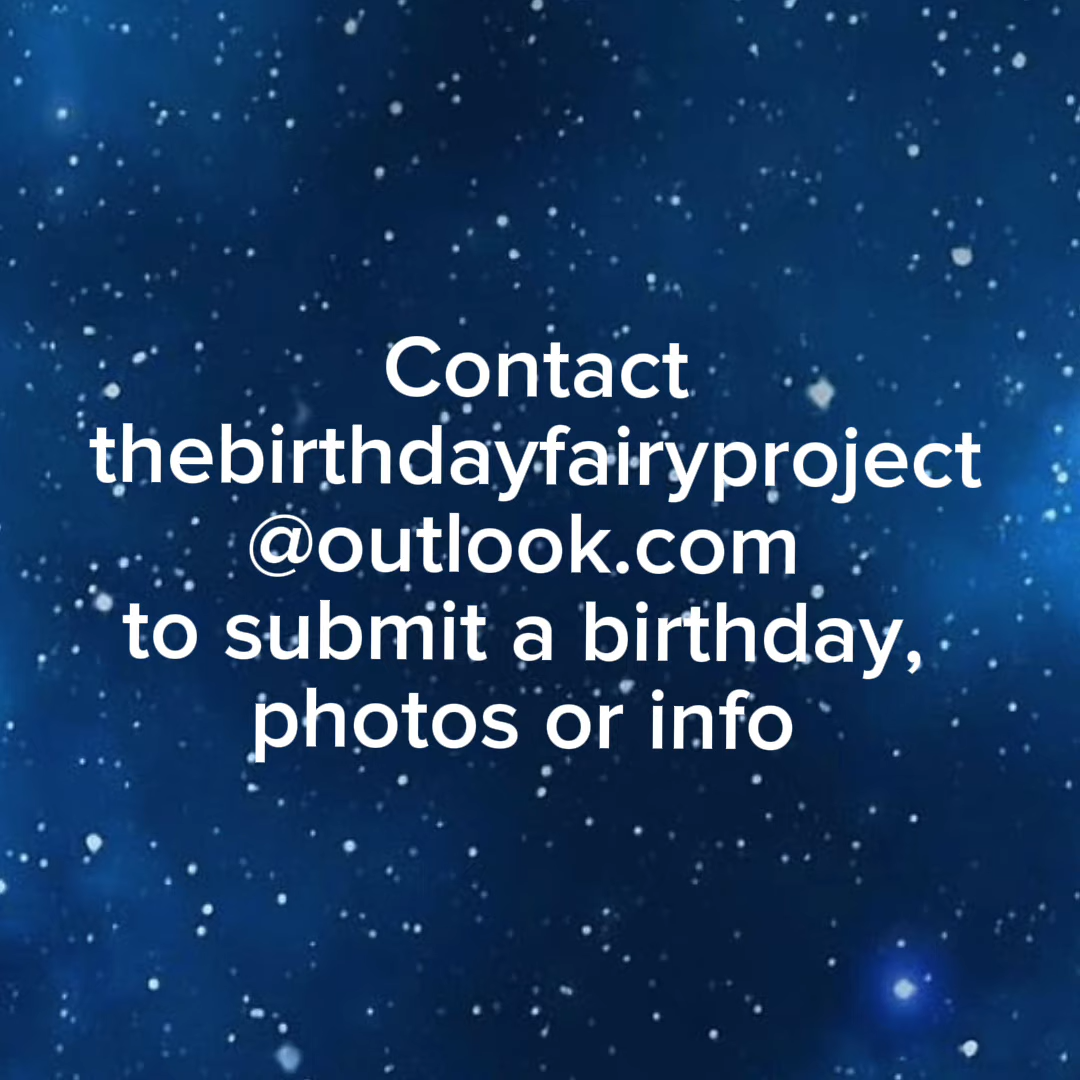 Contact
thebirthdayfairyproject
@outlook.com
to submit a birthday,
photos or info